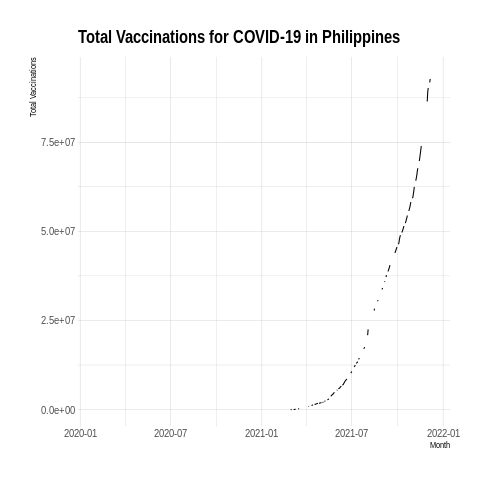 Total Vaccinations for COVID-19 in Philippines
Total Vaccinations
7.5e+07
5.0e+07
2.5e+07
0.0e+00
2020-01 2020-07 2021-01 2021-07 2022-01
Month